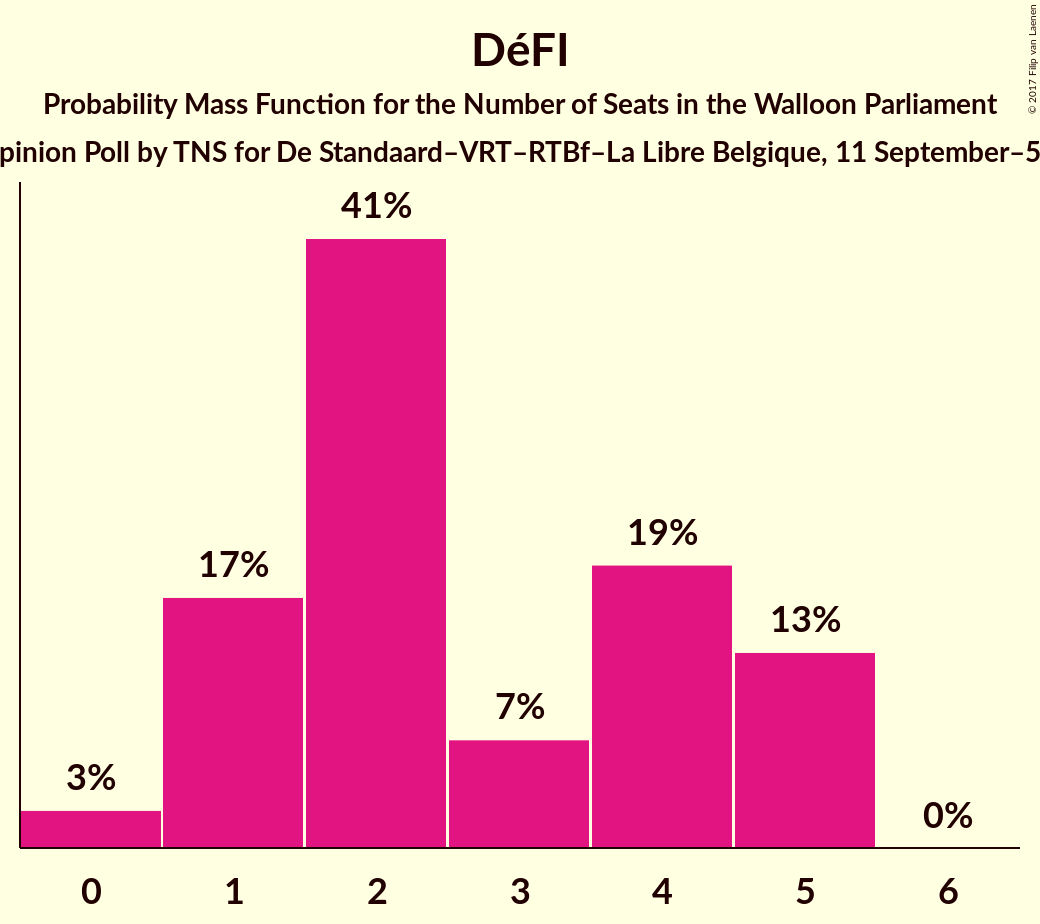 DéFI
Probability Mass Function for the Number of Seats in the Walloon Parliament
pinion Poll by TNS for De Standaard–VRT–RTBf–La Libre Belgique, 11 September–5
© 2017 Filip van Laenen
41%
19%
17%
13%
7%
3%
0%
0 1 2 3 4 5 6